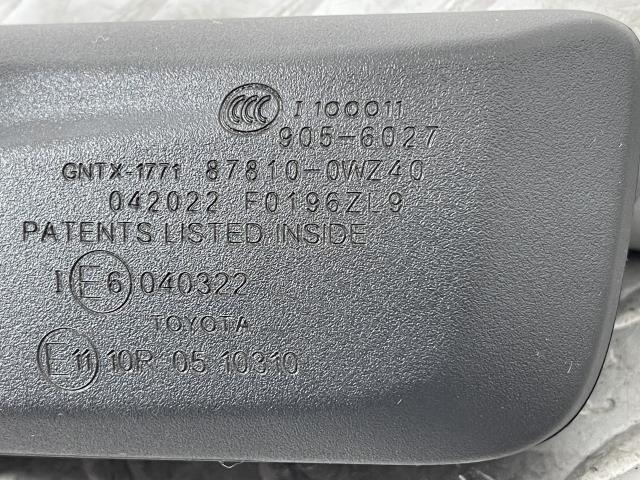 CCC I 100011
905-6027
GNTX-1771 87810-0WZ40
042022 F0196ZL9
PATENTS LISTED INSIDE
I E6 040322
TOYOTA
E11 10R 05 10310